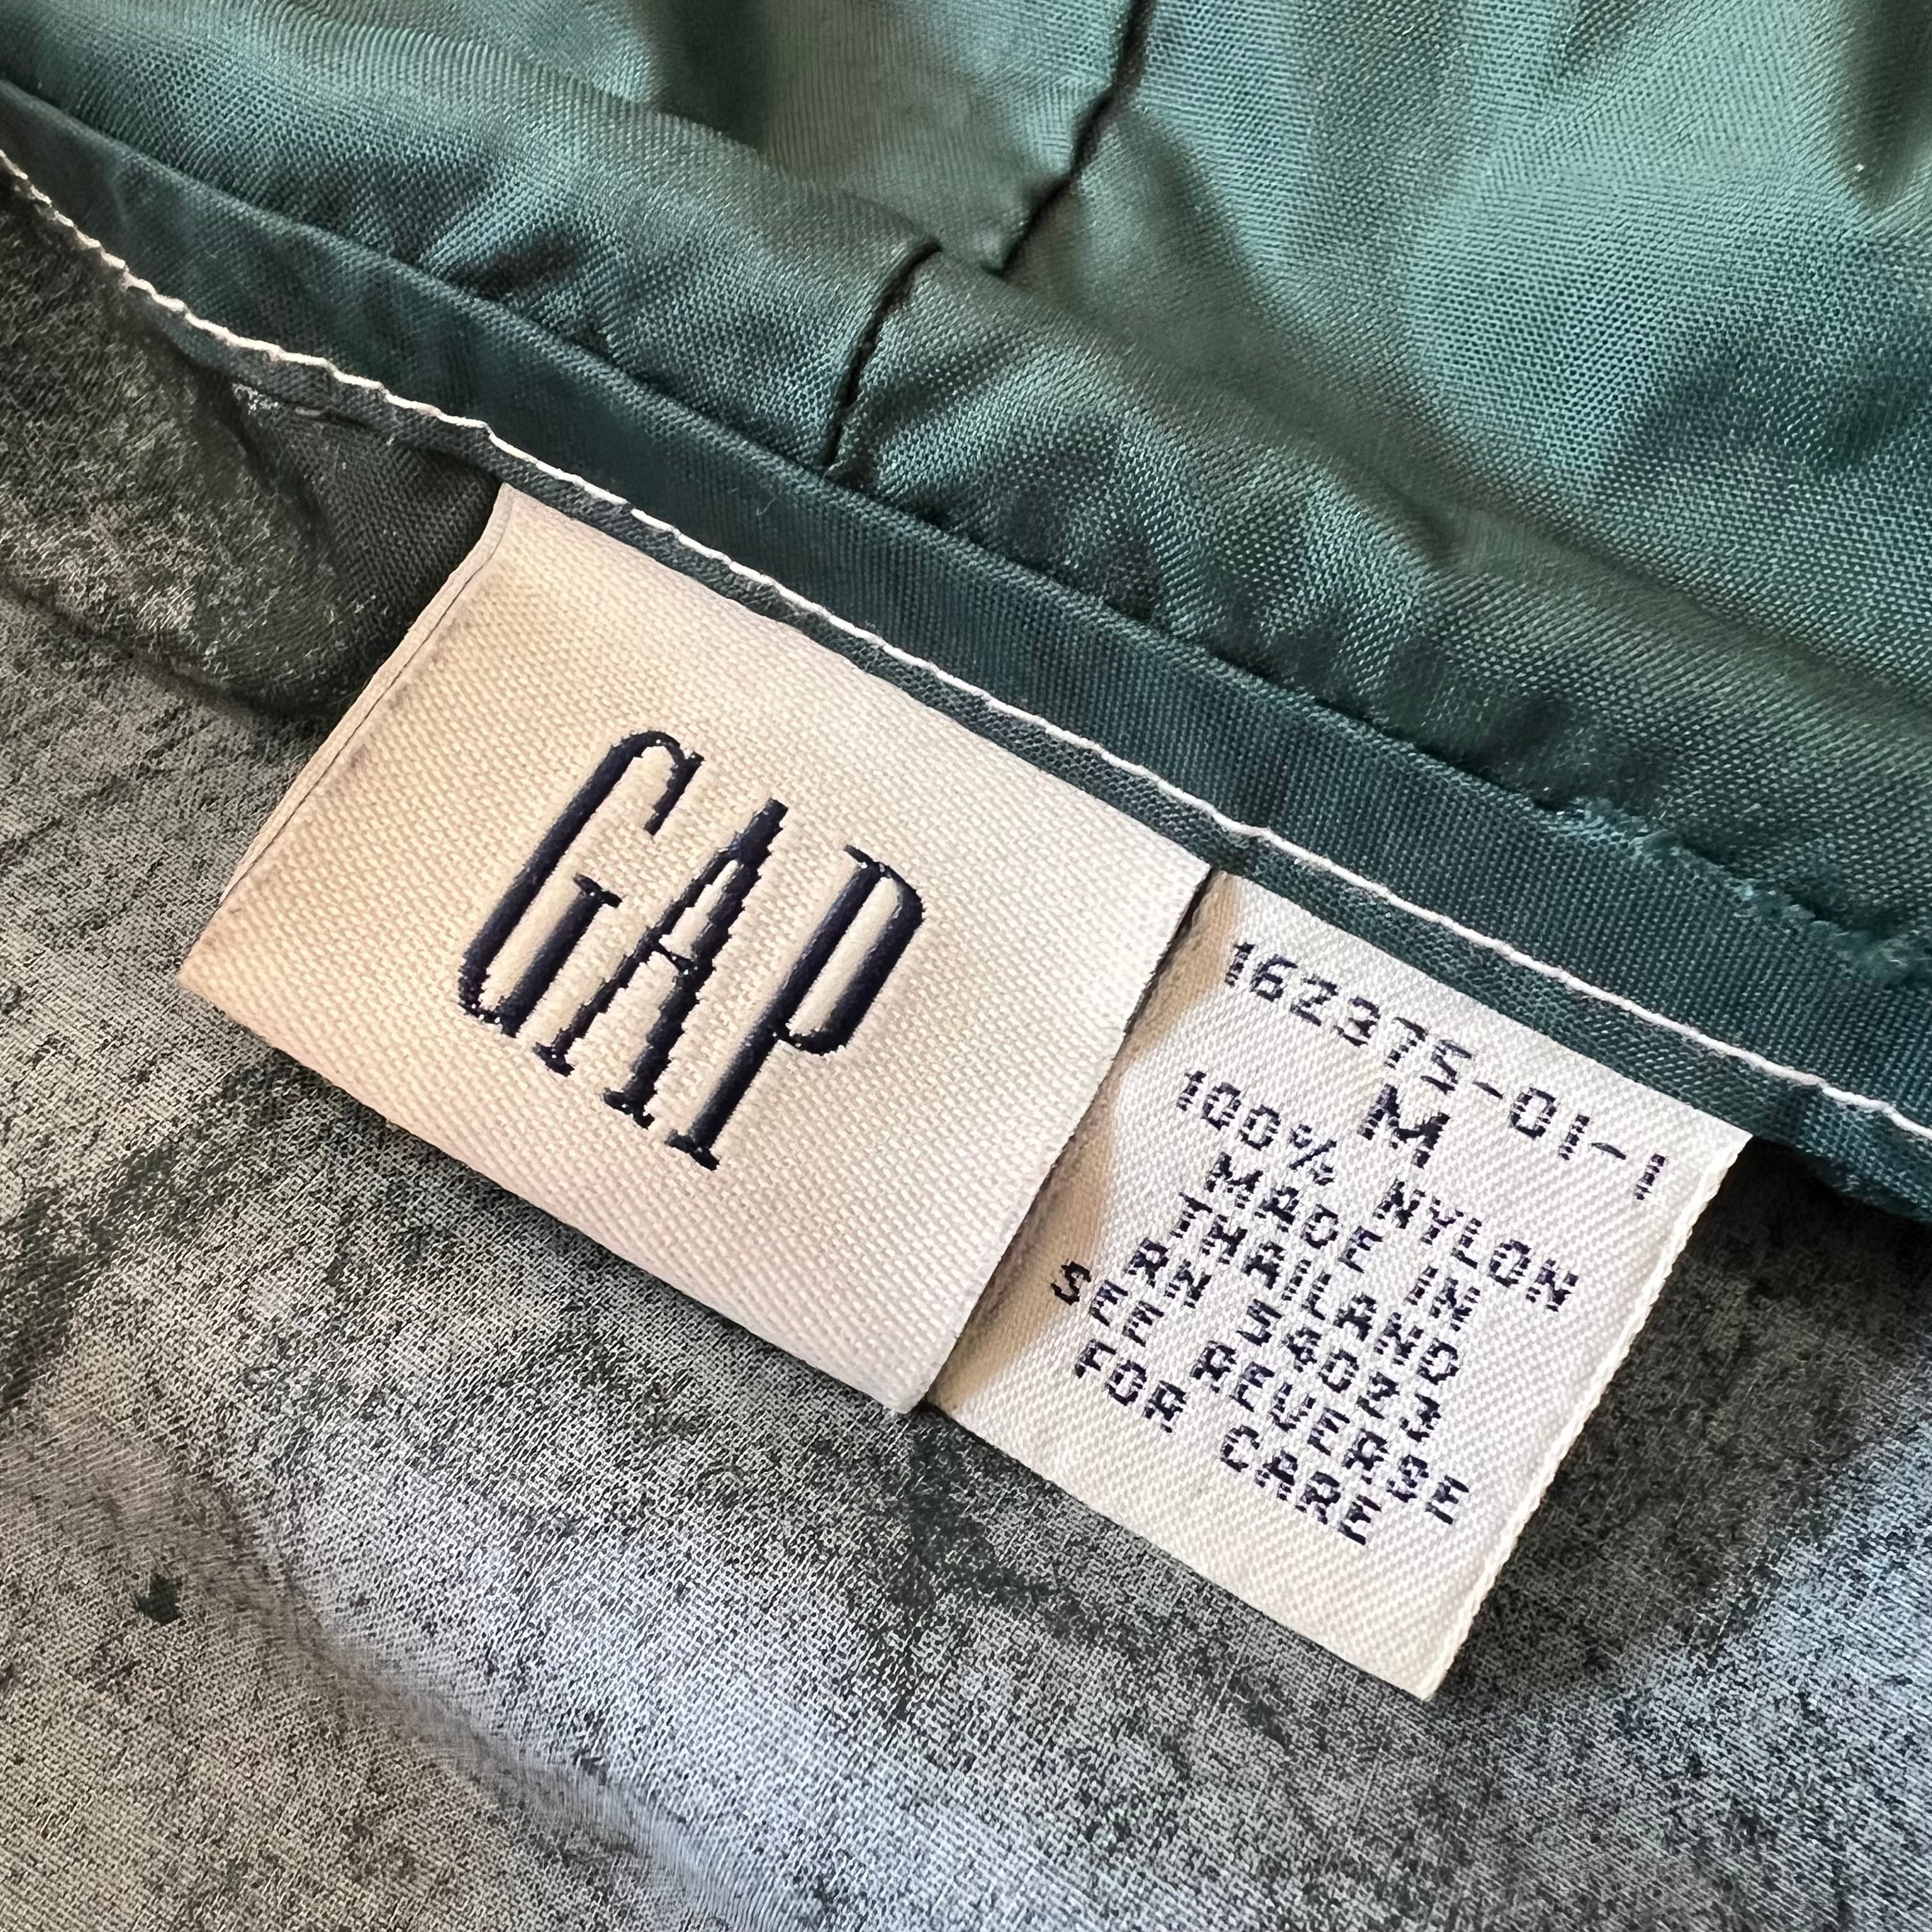 GAP
162375-01-1
M
100% NYLON
MADE IN
THAILAND
RN 54023
SEE REVERSE
FOR CARE